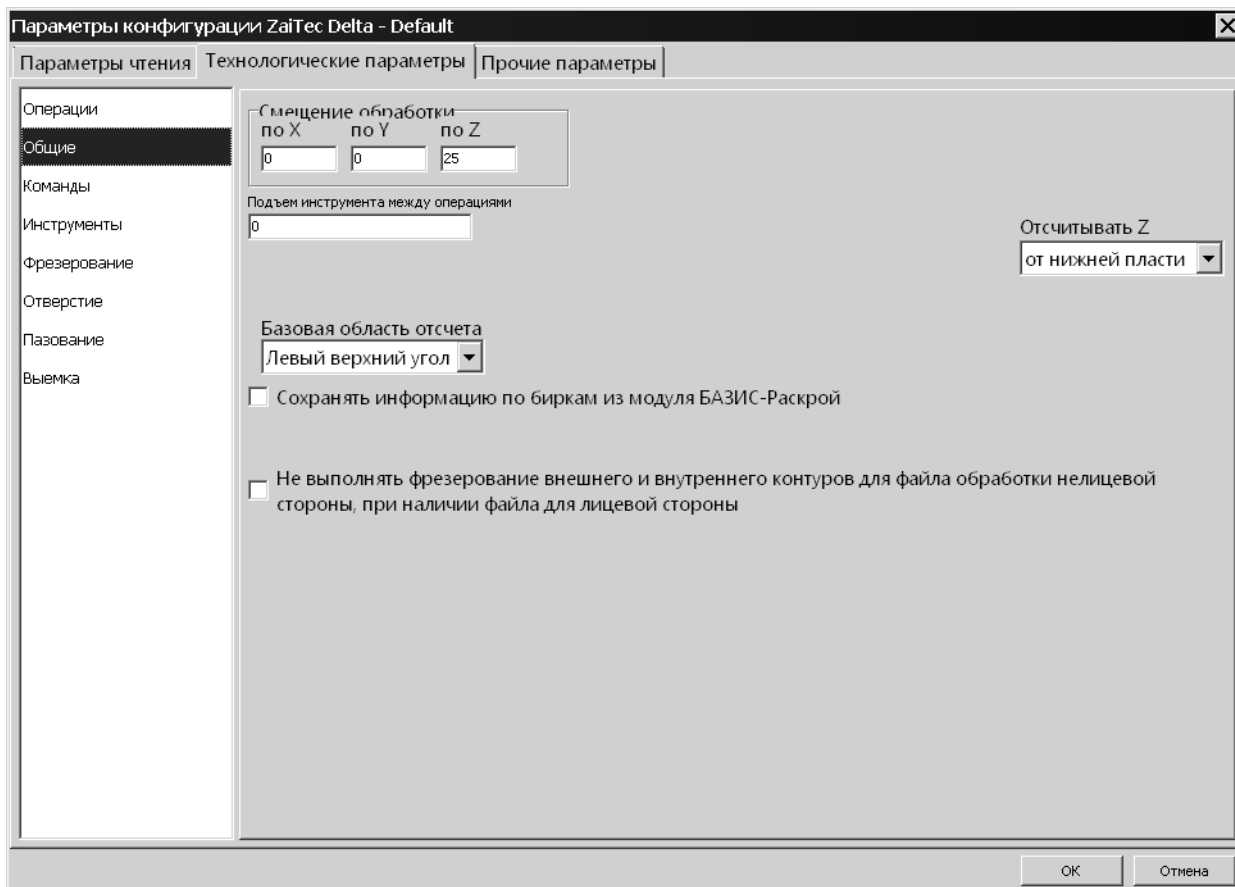 Параметры конфигурации ZaiTec Delta - Default
Параметры чтения
Технологические параметры
Прочие параметры
Операции
Общие
Команды
Инструменты
Фрезерование
Отверстие
Пазование
Выемка
Смещение обработки
по X по Y по Z
0 0 25
Подъем инструмента между операциями
0
Отсчитывать Z
от нижней пласти
Базовая область отсчета
Левый верхний угол
Сохранять информацию по биркам из модуля БАЗИС-Раскрой
Не выполнять фрезерование внешнего и внутреннего контуров для файла обработки нелицевой
стороны, при наличии файла для лицевой стороны
ОК
Отмена